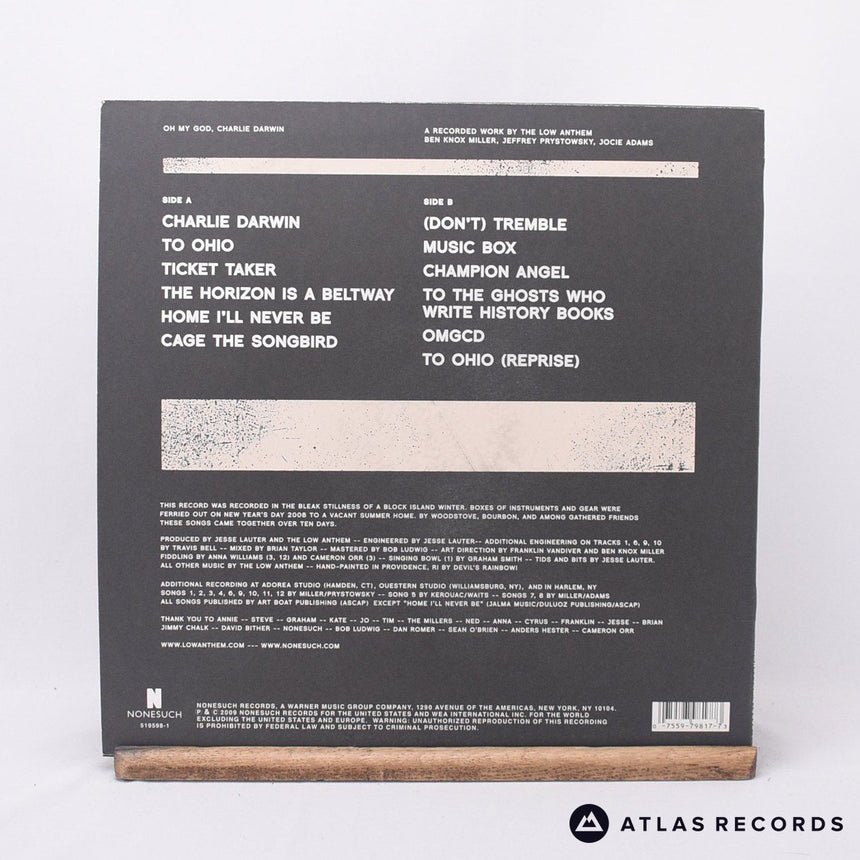 OH MY GOD, CHARLIE DARWIN
A RECORDED WORK BY THE LOW ANTHEM
BEN KNOX MILLER, JEFFREY PRYSTOWSKY, JOCIE ADAMS
SIDE A
CHARLIE DARWIN
TO OHIO
TICKET TAKER
THE HORIZON IS A BELTWAY
HOME I'LL NEVER BE
CAGE THE SONGBIRD
SIDE B
(DON'T) TREMBLE
MUSIC BOX
CHAMPION ANGEL
TO THE GHOSTS WHO
WRITE HISTORY BOOKS
OMGCD
TO OHIO (REPRISE)
THIS RECORD WAS RECORDED IN THE BLEAK STILLNESS OF A BLOCK ISLAND WINTER. BOXES OF INSTRUMENTS AND GEAR WERE
FERRIED OUT ON NEW YEAR'S DAY 2008 TO A VACANT SUMMER HOME. BY WOODSTOVE, BOURBON, AND AMONG GATHERED FRIENDS
THESE SONGS CAME TOGETHER OVER TEN DAYS.
PRODUCED BY JESSE LAUTER AND THE LOW ANTHEM -- ENGINEERED BY JESSE LAUTER-- ADDITIONAL ENGINEERING ON TRACKS 1, 6, 9, 10
BY TRAVIS BELL -- MIXED BY BRIAN TAYLOR -- MASTERED BY BOB LUDWIG -- ART DIRECTION BY FRANKLIN VANDIVER AND BEN KNOX MILLER
FIDDLING BY ANNA WILLIAMS (3, 12) AND CAMERON ORR (3) -- SINGING BOWL (1) BY GRAHAM SMITH -- TIDS AND BITS BY JESSE LAUTER.
ALL OTHER MUSIC BY THE LOW ANTHEM -- HAND-PAINTED IN PROVIDENCE, RI BY DEVIL'S RAINBOW!
ADDITIONAL RECORDING AT ADOREA STUDIO (HAMDEN, CT), OUESTERN STUDIO (WILLIAMSBURG, NY), AND IN HARLEM, NY
SONGS 1, 2, 3, 4, 6, 9, 10, 11, 12 BY MILLER/PRYSTOWSKY -- SONG 5 BY KEROUAC/WAITS -- SONGS 7, 8 BY MILLER/ADAMS
ALL SONGS PUBLISHED BY ART BOAT PUBLISHING (ASCAP) EXCEPT "HOME I'LL NEVER BE" (JALMA MUSIC/DULUOZ PUBLISHING/ASCAP)
THANK YOU TO ANNIE -- STEVE -- GRAHAM -- KATE -- JO -- TIM -- THE MILLERS -- NED -- ANNA -- CYRUS -- FRANKLIN -- JESSE -- BRIAN
JIMMY CHALK -- DAVID BITHER -- NONESUCH -- BOB LUDWIG -- DAN ROMER -- SEAN O'BRIEN -- ANDERS HESTER -- CAMERON ORR
WWW.LOWANTHEM.COM --- WWW.NONESUCH.COM
N
NONESUCH
519598-1
NONESUCH RECORDS, A WARNER MUSIC GROUP COMPANY, 1290 AVENUE OF THE AMERICAS, NEW YORK, NY 10104.
P & C 2009 NONESUCH RECORDS FOR THE UNITED STATES AND WEA INTERNATIONAL INC. FOR THE WORLD
EXCLUDING THE UNITED STATES AND EUROPE. WARNING: UNAUTHORIZED REPRODUCTION OF THIS RECORDING
IS PROHIBITED BY FEDERAL LAW AND SUBJECT TO CRIMINAL PROSECUTION.
0 -7559-79817-7 3
ATLAS RECORDS